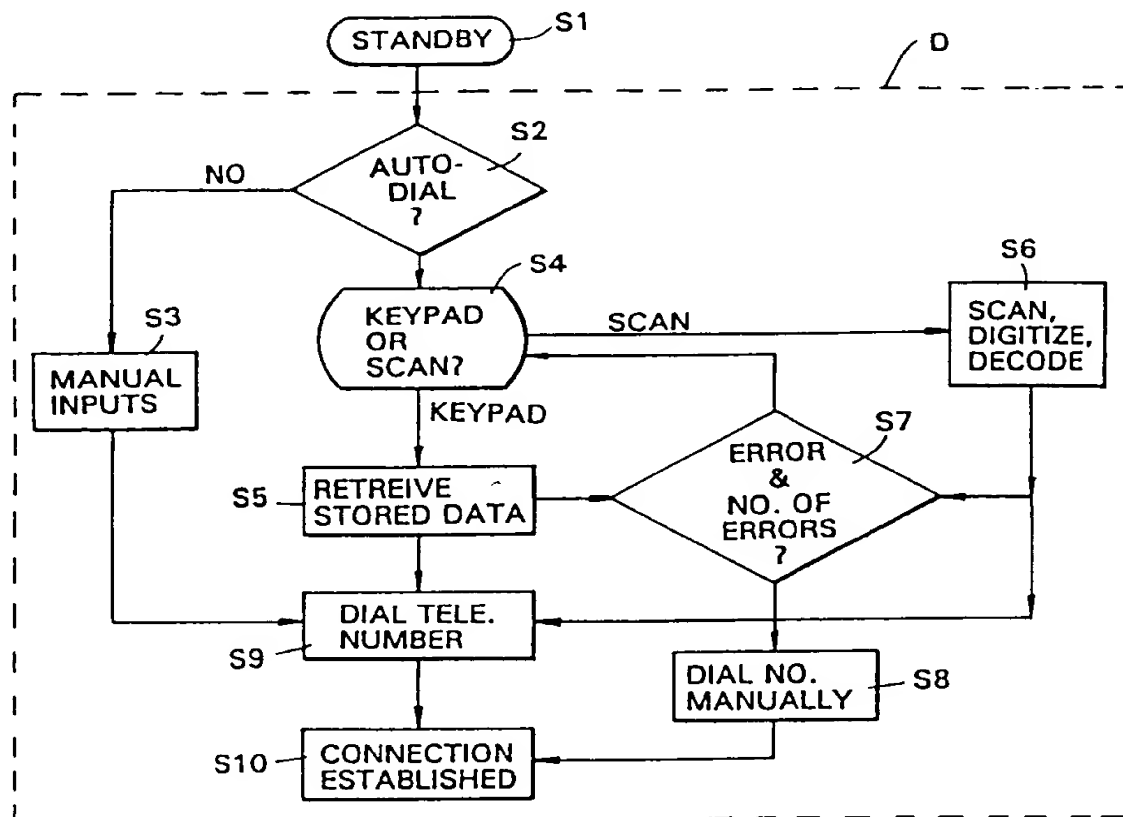 STANDBY
S1
D
S2
AUTO-
DIAL
?
NO
S4
KEYPAD
OR
SCAN?
SCAN
S6
SCAN,
DIGITIZE,
DECODE
S3
MANUAL
INPUTS
KEYPAD
S7
ERROR
&
NO. OF
ERRORS
?
S5
RETREIVE
STORED DATA
DIAL TELE.
NUMBER
S9
DIAL NO.
MANUALLY
S8
S10
CONNECTION
ESTABLISHED